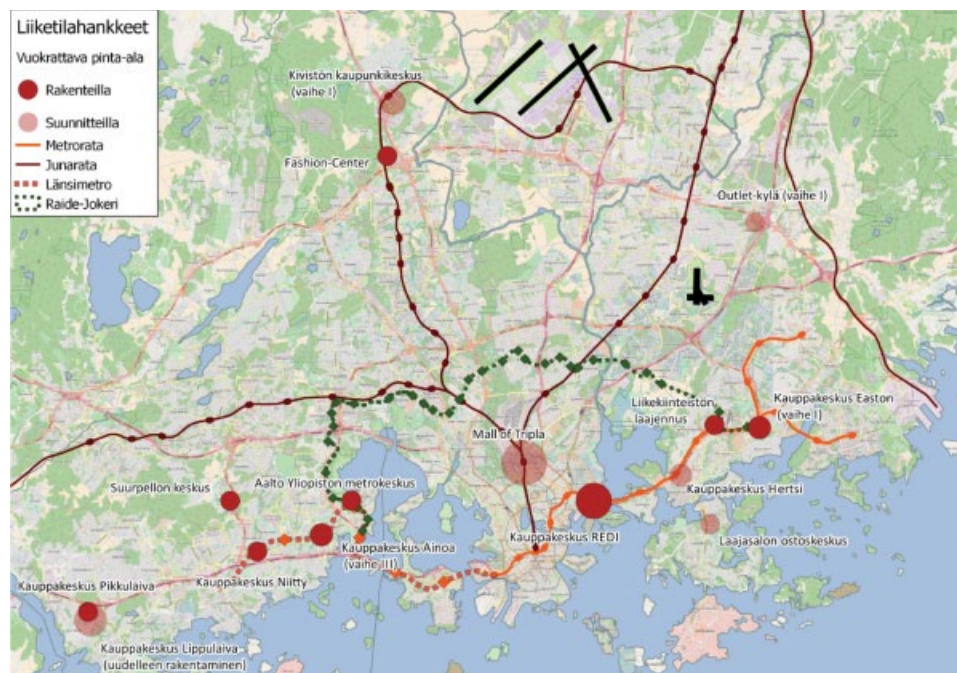 Liiketilahankkeet
Vuokrattava pinta-ala
Rakenteilla
Suunnitteilla
Metrorata
Junarata
Länsimetro
Raide-Jokeri
Kivistön kaupunkikeskus
(vaihe I)
Fashion-Center
Outlet-kylä (vaihe I)
Kauppakeskus Easton
(vaihe I)
Liikekiinteistön
laajennus
Mall of Tripla
Suurpellon keskus
Aalto Yliopiston metrokeskus
Kauppakeskus Hertsi
Kauppakeskus REDI
Laajasalon ostoskeskus
Kauppakeskus Ainoa
(vaihe III)
Kauppakeskus Niitty
Kauppakeskus Pikkulaiva
Kauppakeskus Lippulaiva
(uudelleen rakentaminen)